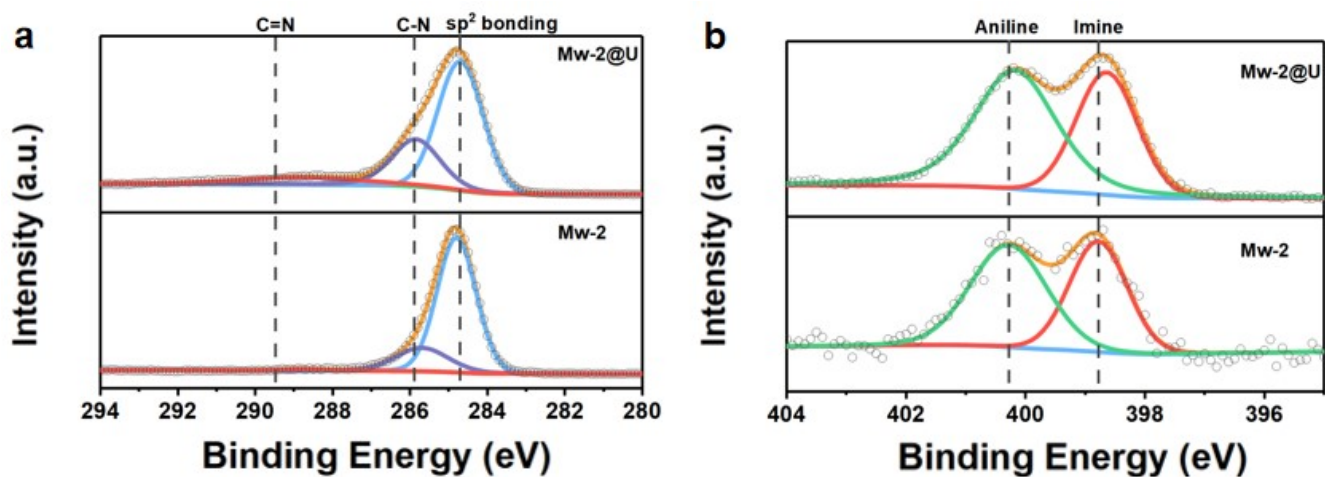 a
C=N C-N sp² bonding
Mw-2@U
Mw-2
Intensity (a.u.)
294 292 290 288 286 284 282 280
Binding Energy (eV)
b
Aniline Imine
Mw-2@U
Mw-2
Intensity (a.u.)
404 402 400 398 396
Binding Energy (eV)